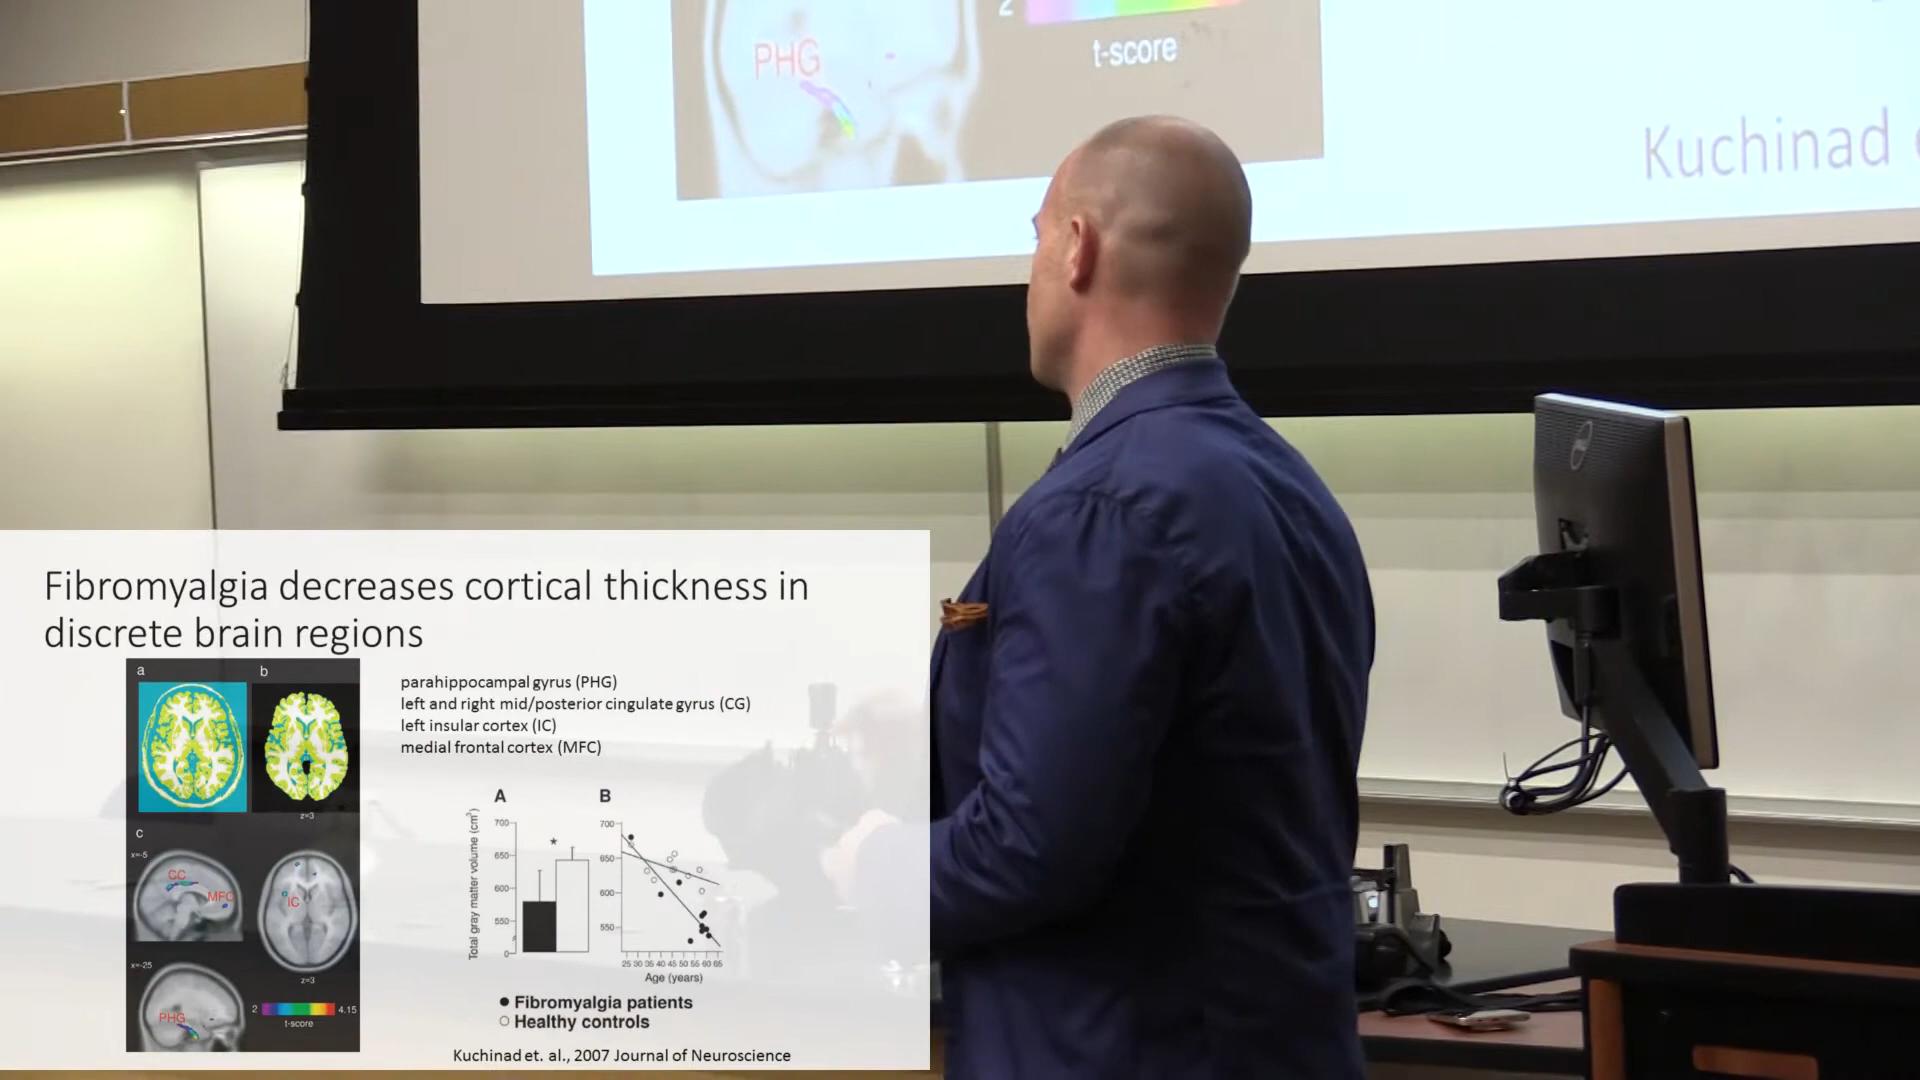 2
PHG
t-score
Kuchinad
Fibromyalgia decreases cortical thickness in
discrete brain regions
a
b
z=3
c
x=-5
CC
MFC
IC
z=3
x=-25
PHG
2
4.15
t-score
parahippocampal gyrus (PHG)
left and right mid/posterior cingulate gyrus (CG)
left insular cortex (IC)
medial frontal cortex (MFC)
A
Total gray matter volume (cm³)
700
650
600
550
0
*
B
700
650
600
550
25 30 35 40 45 50 55 60 65
Age (years)
● Fibromyalgia patients
○ Healthy controls
Kuchinad et. al., 2007 Journal of Neuroscience